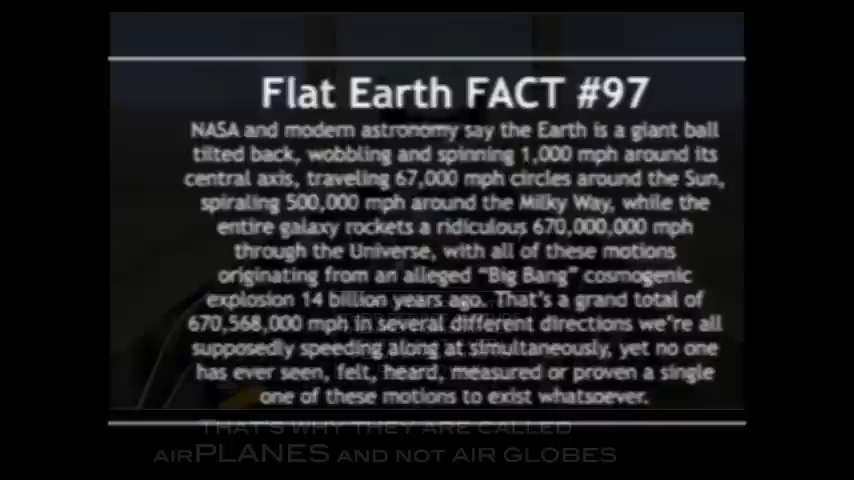 Flat Earth FACT #97
NASA and modern astronomy say the Earth is a giant ball
tilted back, wobbling and spinning 1,000 mph around its
central axis, traveling 67,000 mph circles around the Sun,
spiraling 500,000 mph around the Milky Way, while the
entire galaxy rockets a ridiculous 670,000,000 mph
through the Universe, with all of these motions
originating from an alleged “Big Bang” cosmogenic
explosion 14 billion years ago. That’s a grand total of
670,568,000 mph in several different directions we’re all
supposedly speeding along at simultaneously, yet no one
has ever seen, felt, heard, measured or proven a single
one of these motions to exist whatsoever.
THAT'S WHY THEY ARE CALLED
AIRPLANES AND NOT AIR GLOBES